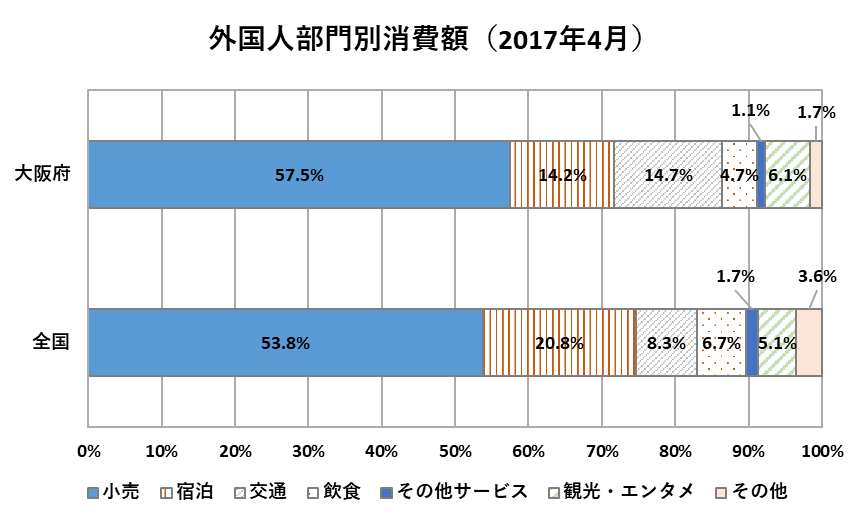 外国人部門別消費額（2017年4月）
1.1% 1.7%
大阪府 57.5% 14.2% 14.7% 4.7% 6.1%
1.7% 3.6%
全国 53.8% 20.8% 8.3% 6.7% 5.1%
0% 10% 20% 30% 40% 50% 60% 70% 80% 90% 100%
小売 宿泊 交通 飲食 その他サービス 観光・エンタメ その他